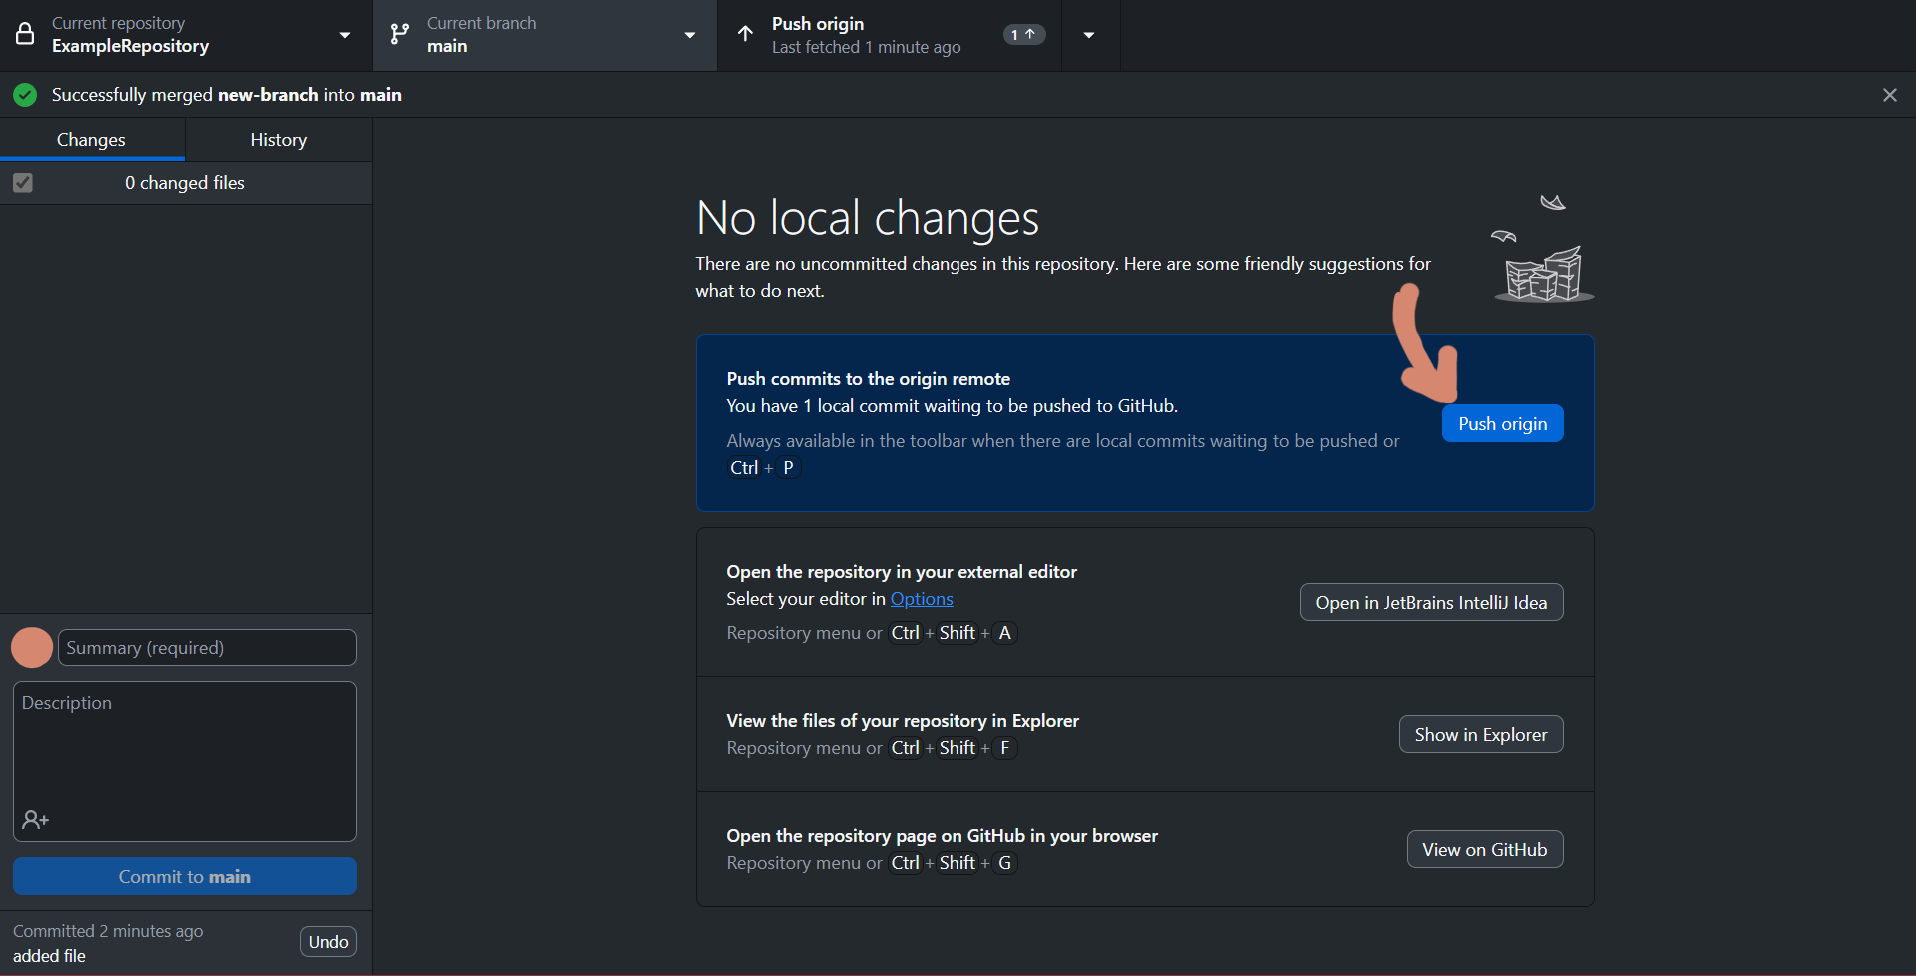 Current repository
ExampleRepository
Current branch
main
Push origin
Last fetched 1 minute ago
1
Successfully merged new-branch into main
Changes
History
0 changed files
No local changes
There are no uncommitted changes in this repository. Here are some friendly suggestions for
what to do next.
Push commits to the origin remote
You have 1 local commit waiting to be pushed to GitHub.
Always available in the toolbar when there are local commits waiting to be pushed or
Ctrl + P
Push origin
Open the repository in your external editor
Select your editor in Options
Repository menu or Ctrl + Shift + A
Open in JetBrains IntelliJ Idea
View the files of your repository in Explorer
Repository menu or Ctrl + Shift + F
Show in Explorer
Open the repository page on GitHub in your browser
Repository menu or Ctrl + Shift + G
View on GitHub
Summary (required)
Description
Commit to main
Committed 2 minutes ago
added file
Undo